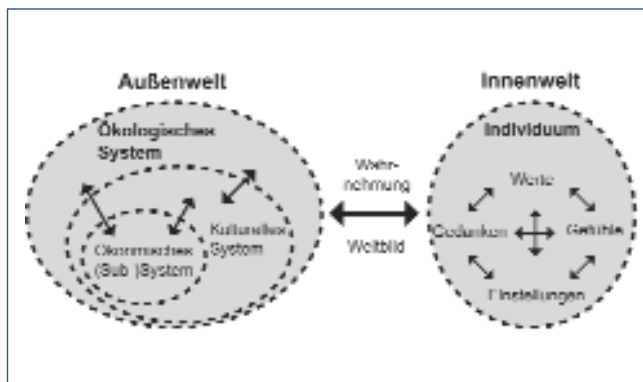 Außenwelt
Innenwelt
Ökologisches
System
Individuum
Wahr-
nehmung
Weltbild
Kulturelles
System
Ökonomisches
(Sub-)System
Werte
Gedanken
Gefühle
Einstellungen